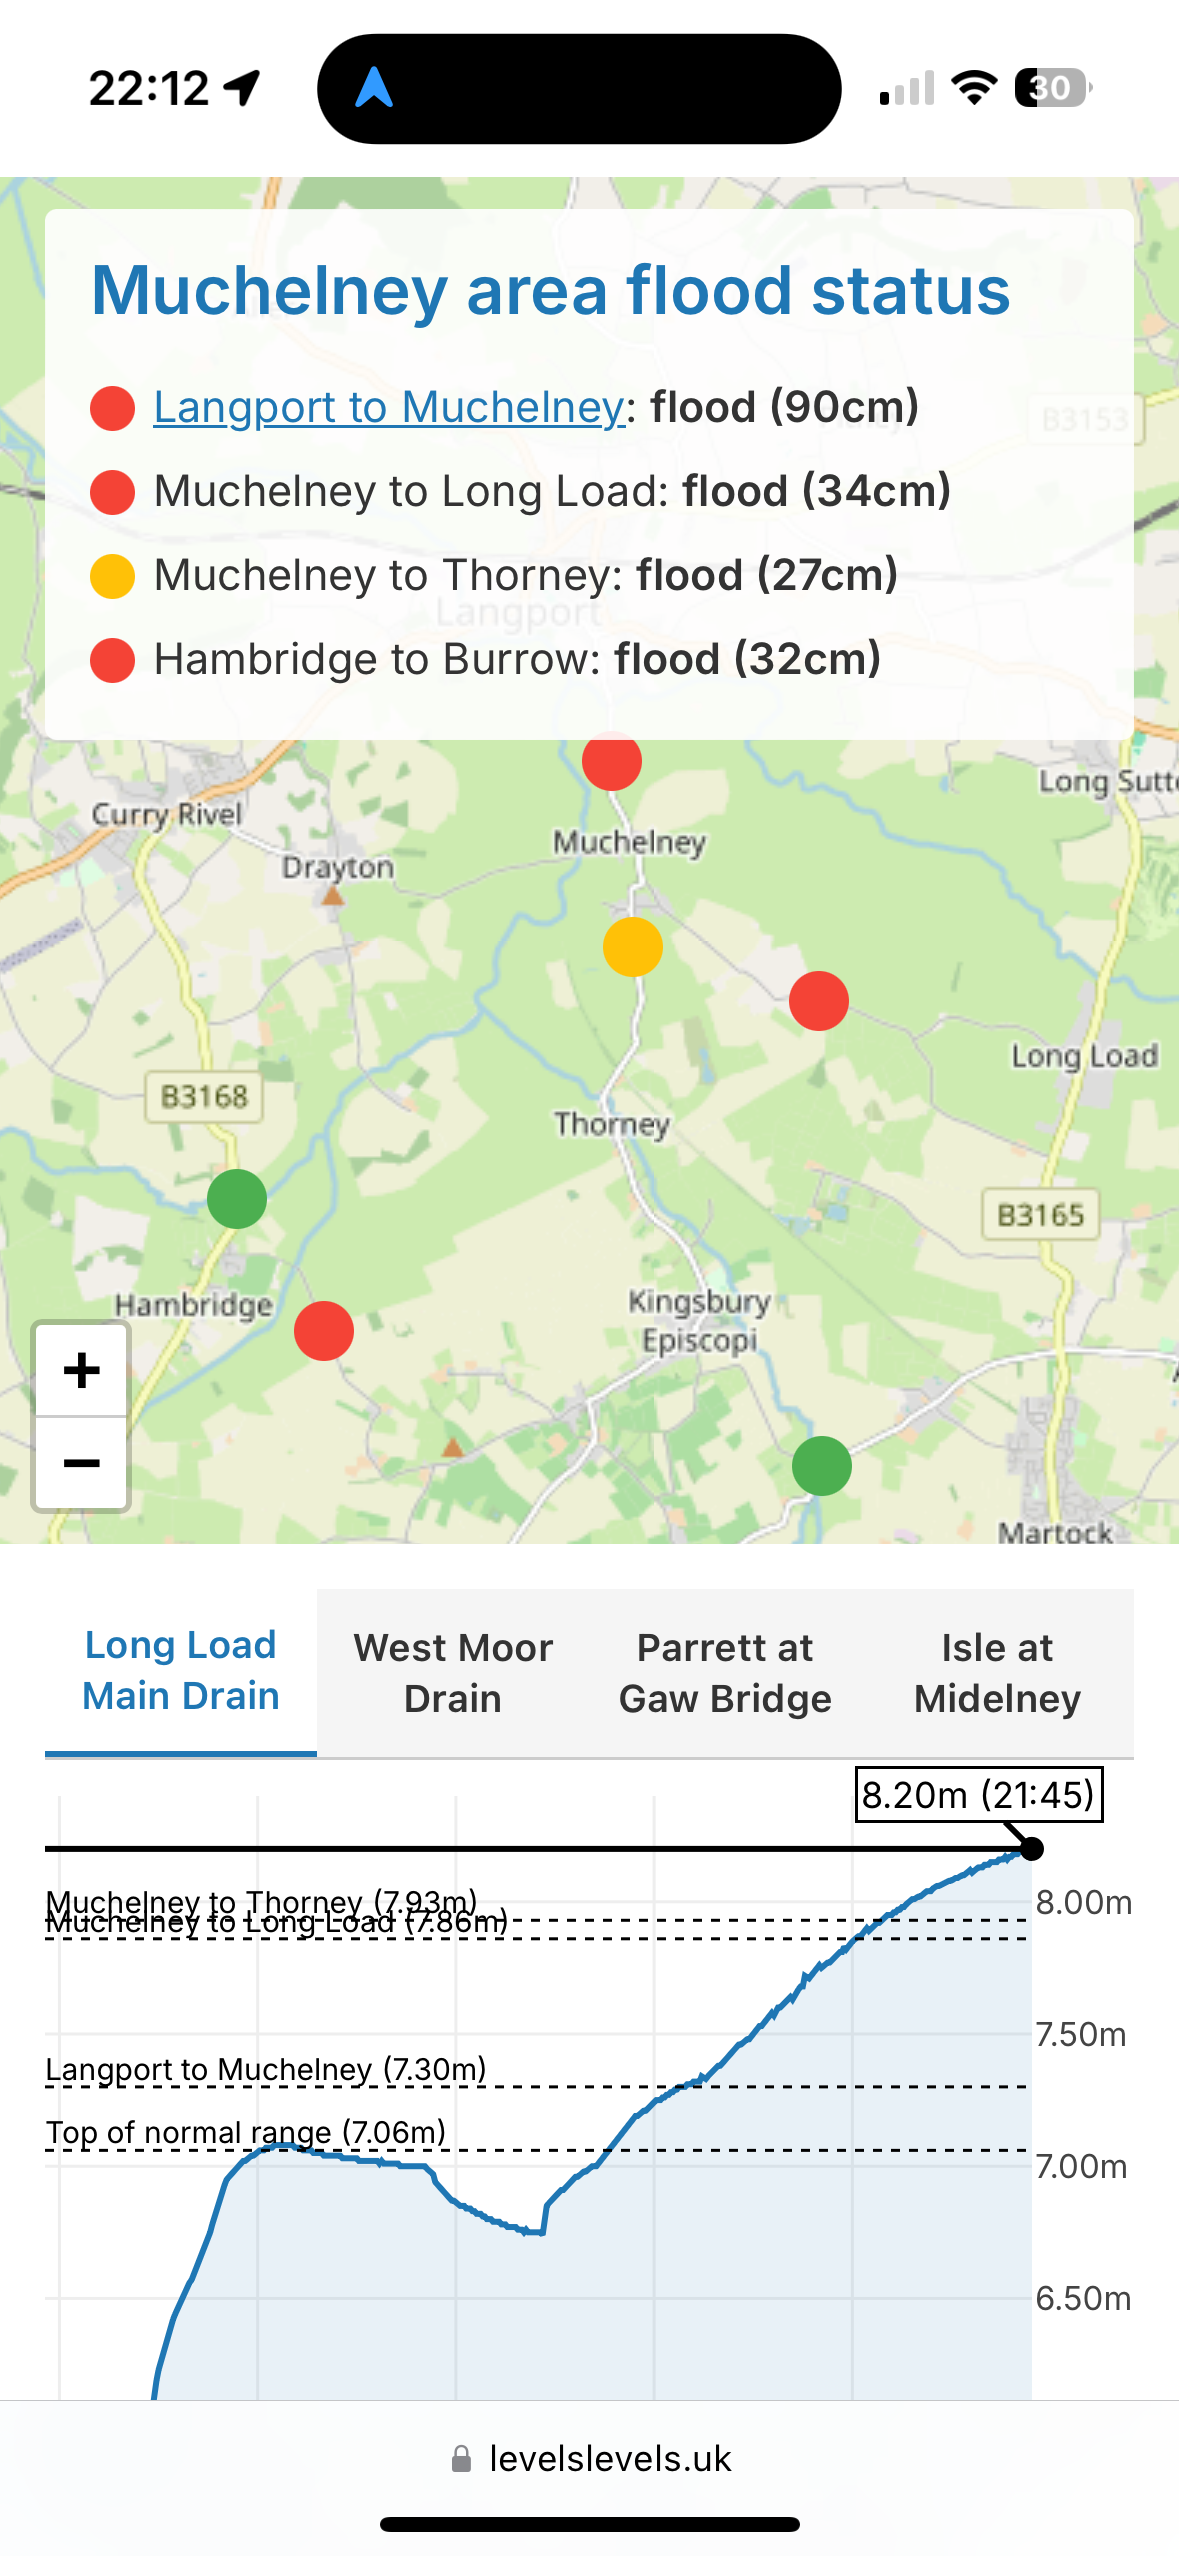 22:12
30
Muchelney area flood status
Langport to Muchelney: flood (90cm)
B3153
Muchelney to Long Load: flood (34cm)
Muchelney to Thorney: flood (27cm)
Langport
Hambridge to Burrow: flood (32cm)
Long Sutt
Curry Rivel
Muchelney
Drayton
Long Load
B3168
Thorney
B3165
Hambridge
Kingsbury
Episcopi
+
−
Martock
Long Load
Main Drain
West Moor
Drain
Parrett at
Gaw Bridge
Isle at
Midelney
8.20m (21:45)
Muchelney to Thorney (7.93m)
8.00m
Muchelney to Long Load (7.86m)
7.50m
Langport to Muchelney (7.30m)
Top of normal range (7.06m)
7.00m
6.50m
levelslevels.uk